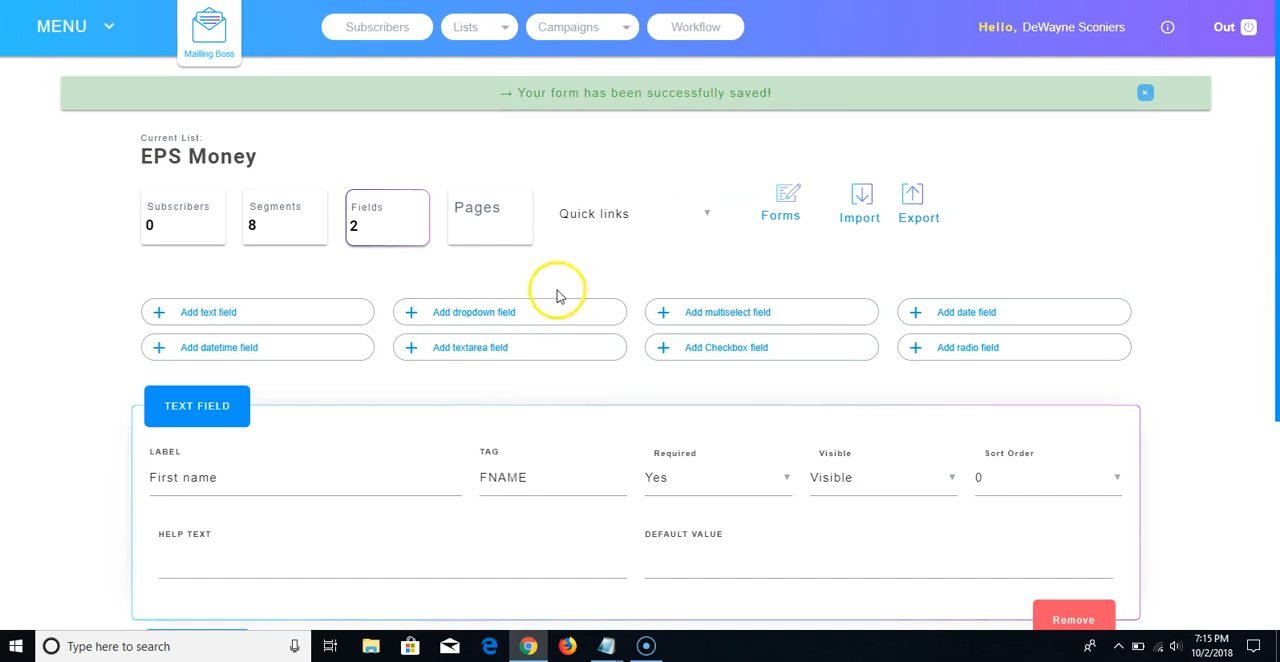 MENU
Mailling Boss
Subscribers
Lists
Campaigns
Workflow
Hello, DeWayne Sconiers
Out
→ Your form has been successfully saved!
Current List:
EPS Money
Subscribers
0
Segments
8
Fields
2
Pages
Quick links
Forms
Import
Export
+ Add text field
+ Add dropdown field
+ Add multiselect field
+ Add date field
+ Add datetime field
+ Add textarea field
+ Add Checkbox field
+ Add radio field
TEXT FIELD
LABEL
First name
TAG
FNAME
Required
Yes
Visible
Visible
Sort Order
0
HELP TEXT
DEFAULT VALUE
Remove
Type here to search
7:15 PM
10/2/2018